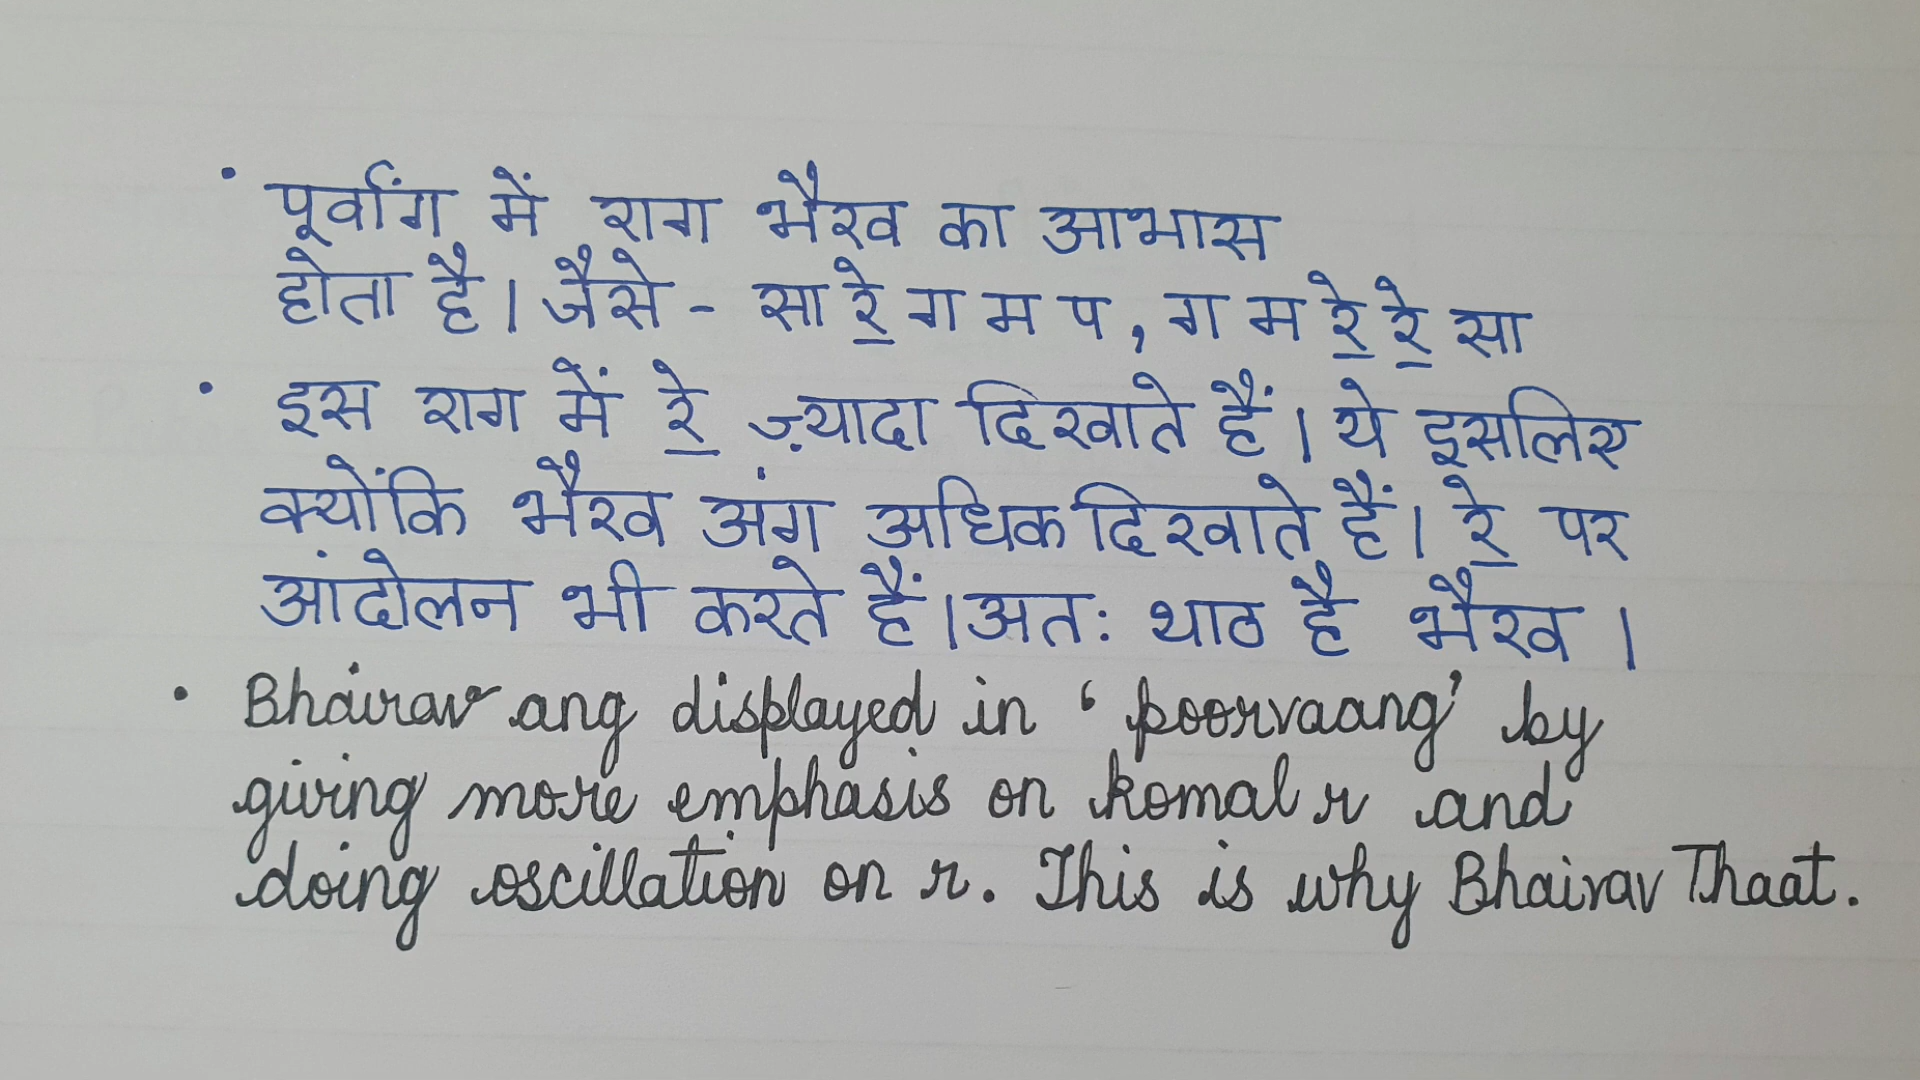 • पूर्वांग में राग भैरव का आभास
होता है। जैसे - सा रे॒ ग म प, ग म रे॒ रे॒ सा
• इस राग में रे॒ ज़्यादा दिखाते हैं। ये इसलिए
क्योंकि भैरव अंग अधिक दिखाते हैं। रे॒ पर
आंदोलन भी करते हैं। अतः थाठ है भैरव।
• Bhairav ang displayed in 'poorvaang' by
giving more emphasis on komal r and
doing oscillation on r. This is why Bhairav Thaat.